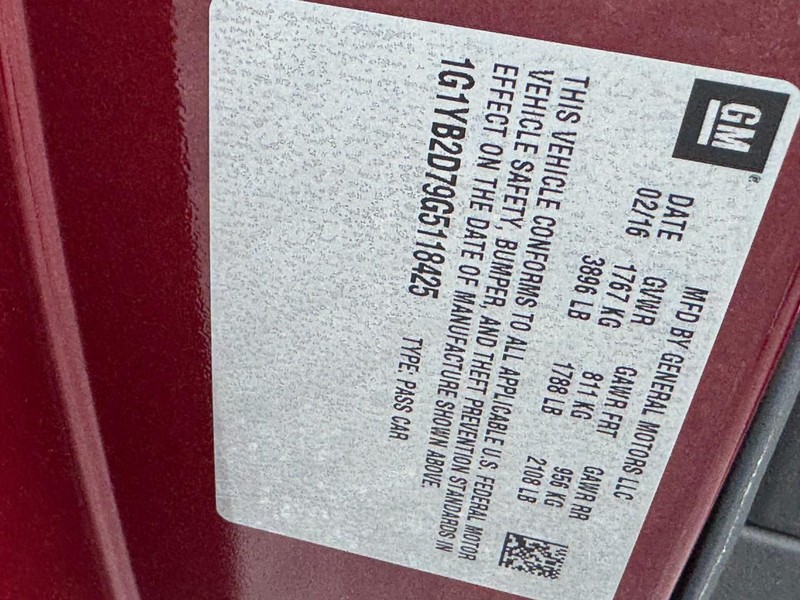 GM®
MFD BY GENERAL MOTORS LLC
DATE GVWR GAWR FRT GAWR RR
02/16 1767 KG 811 KG 956 KG
3896 LB 1788 LB 2108 LB
THIS VEHICLE CONFORMS TO ALL APPLICABLE U.S. FEDERAL MOTOR
VEHICLE SAFETY, BUMPER, AND THEFT PREVENTION STANDARDS IN
EFFECT ON THE DATE OF MANUFACTURE SHOWN ABOVE.
1G1YB2D79G5118425 TYPE: PASS CAR